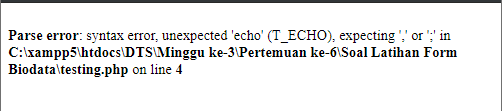 Parse error: syntax error, unexpected 'echo' (T_ECHO), expecting ',' or ';' in
C:\xampp5\htdocs\DTS\Minggu ke-3\Pertemuan ke-6\Soal Latihan Form
Biodata\testing.php on line 4